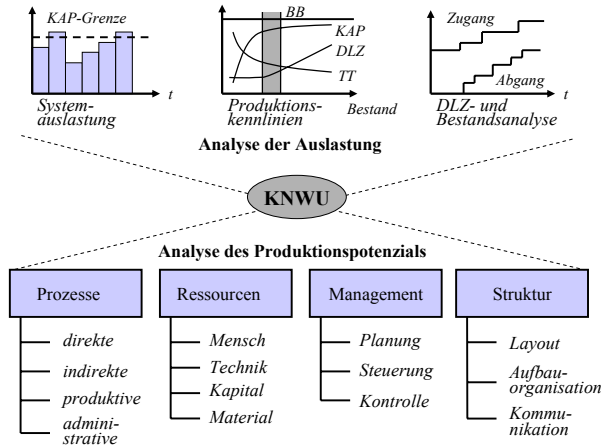 KAP-Grenze
t
System-
auslastung
BB
KAP
DLZ
TT
Produktions-
kennlinien
Bestand
Zugang
Abgang
t
DLZ- und
Bestandsanalyse
Analyse der Auslastung
KNWU
Analyse des Produktionspotenzials
Prozesse
direkte
indirekte
produktive
admini-
strative
Ressourcen
Mensch
Technik
Kapital
Material
Management
Planung
Steuerung
Kontrolle
Struktur
Layout
Aufbau-
organisation
Kommu-
nikation